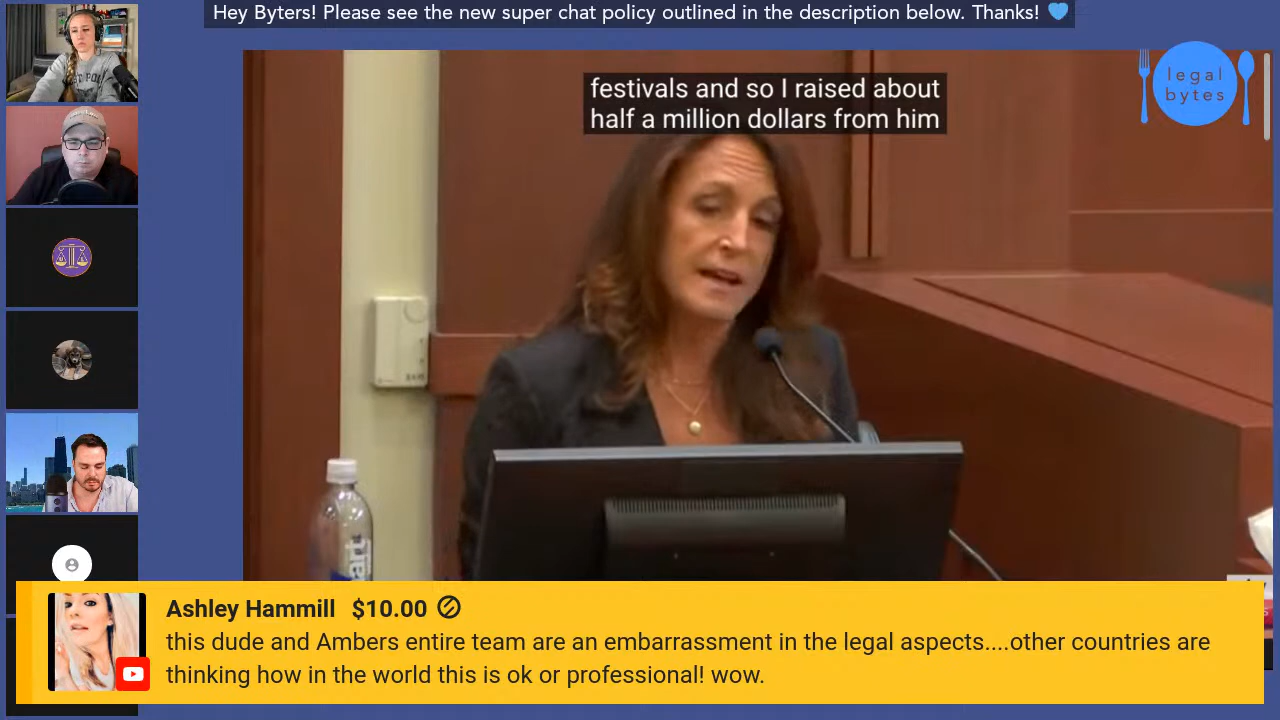 Hey Byters! Please see the new super chat policy outlined in the description below. Thanks! 💙
legal
bytes
festivals and so I raised about
half a million dollars from him
Ashley Hammill $10.00
this dude and Ambers entire team are an embarrassment in the legal aspects....other countries are
thinking how in the world this is ok or professional! wow.